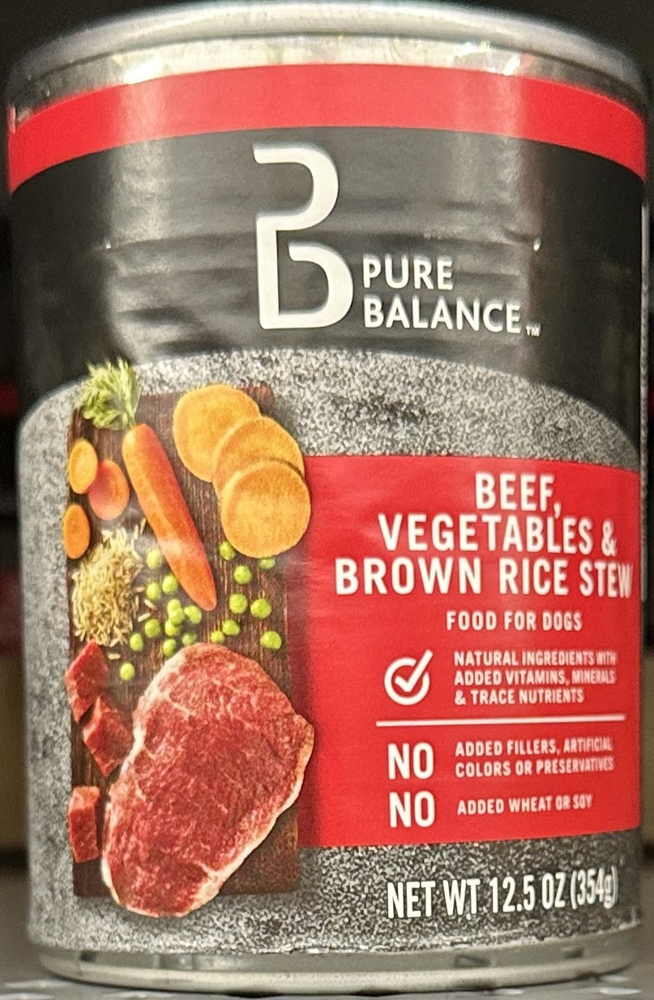 PURE
BALANCE™
BEEF,
VEGETABLES &
BROWN RICE STEW
FOOD FOR DOGS
NATURAL INGREDIENTS WITH
ADDED VITAMINS, MINERALS
& TRACE NUTRIENTS
NO ADDED FILLERS, ARTIFICIAL
COLORS OR PRESERVATIVES
NO ADDED WHEAT OR SOY
NET WT 12.5 OZ (354g)